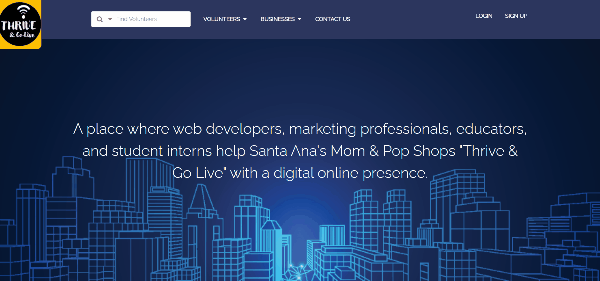 THRIVE
& Go Live
Find Volunteers
VOLUNTEERS
BUSINESSES
CONTACT US
LOGIN
SIGN UP
A place where web developers, marketing professionals, educators,
and student interns help Santa Ana's Mom & Pop Shops "Thrive &
Go Live" with a digital online presence.